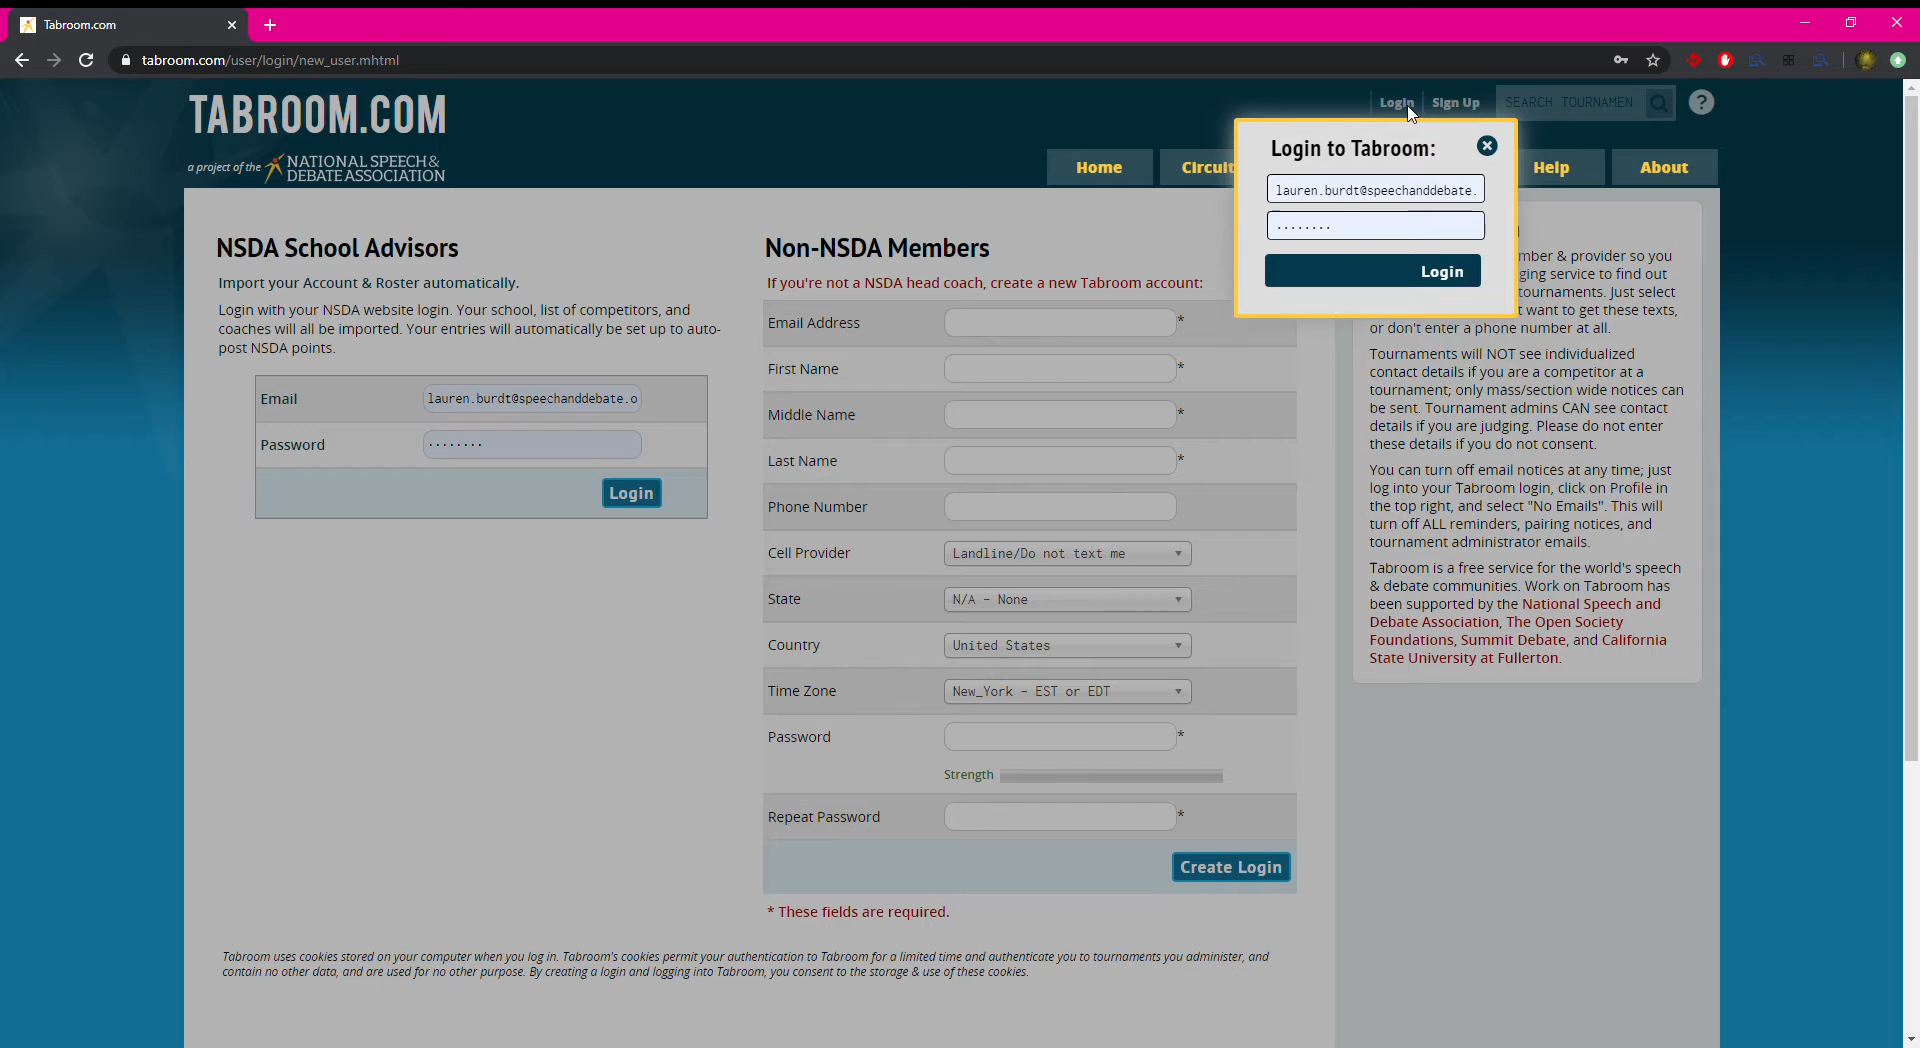 Tabroom.com
tabroom.com/user/login/new_user.mhtml
TABROOM.COM
a project of the NATIONAL SPEECH & DEBATE ASSOCIATION
Login
Sign Up
SEARCH TOURNAMEN
?
Home
Circuit
Help
About
Login to Tabroom:
lauren.burdt@speechanddebate.
........
Login
NSDA School Advisors
Import your Account & Roster automatically.
Login with your NSDA website login. Your school, list of competitors, and
coaches will all be imported. Your entries will automatically be set up to auto-
post NSDA points.
Email
lauren.burdt@speechanddebate.o
Password
........
Login
Non-NSDA Members
If you're not a NSDA head coach, create a new Tabroom account:
Email Address *
First Name *
Middle Name *
Last Name *
Phone Number
Cell Provider Landline/Do not text me
State N/A - None
Country United States
Time Zone New_York - EST or EDT
Password *
Strength
Repeat Password *
Create Login
* These fields are required.
mber & provider so you
ging service to find out
tournaments. Just select
t want to get these texts,
or don't enter a phone number at all.
Tournaments will NOT see individualized
contact details if you are a competitor at a
tournament; only mass/section wide notices can
be sent. Tournament admins CAN see contact
details if you are judging. Please do not enter
these details if you do not consent.
You can turn off email notices at any time; just
log into your Tabroom login, click on Profile in
the top right, and select "No Emails". This will
turn off ALL reminders, pairing notices, and
tournament administrator emails.
Tabroom is a free service for the world's speech
& debate communities. Work on Tabroom has
been supported by the National Speech and
Debate Association, The Open Society
Foundations, Summit Debate, and California
State University at Fullerton.
Tabroom uses cookies stored on your computer when you log in. Tabroom's cookies permit your authentication to Tabroom for a limited time and authenticate you to tournaments you administer, and
contain no other data, and are used for no other purpose. By creating a login and logging into Tabroom, you consent to the storage & use of these cookies.